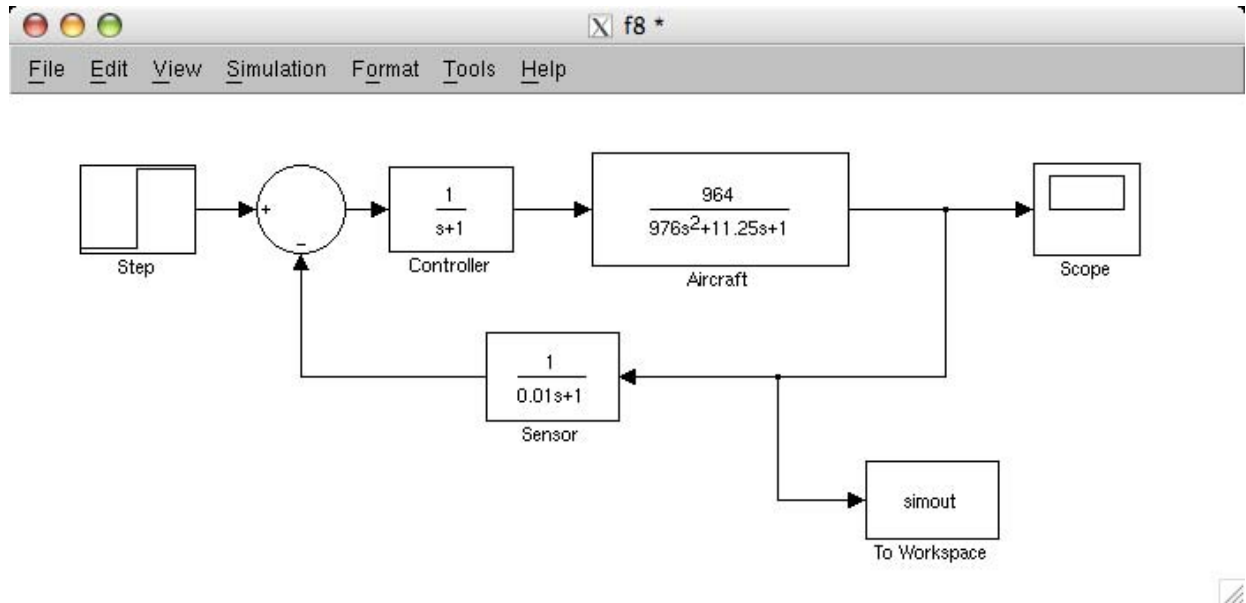 f8 *
File Edit View Simulation Format Tools Help
+
-
Step
1
s+1
Controller
964
976s²+11.25s+1
Aircraft
Scope
1
0.01s+1
Sensor
simout
To Workspace